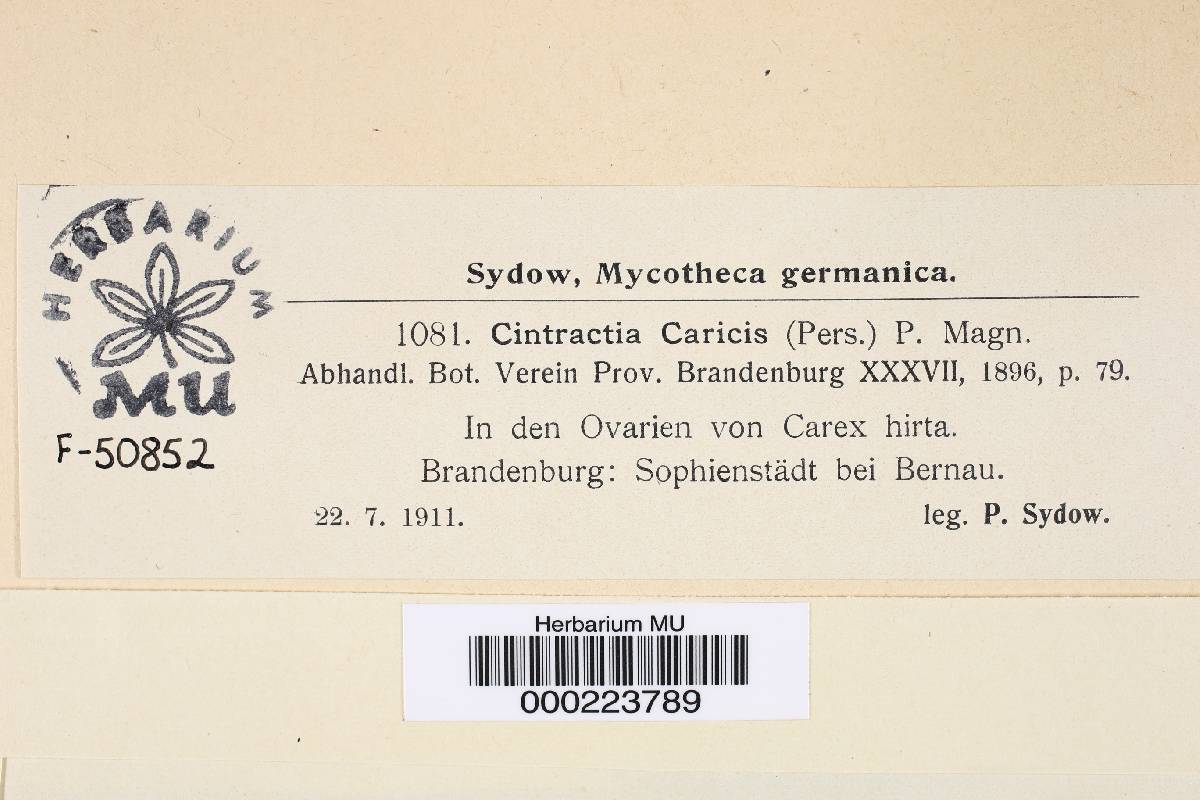 HERBARIUM
MU
F-50852
Sydow, Mycotheca germanica.
1081. Cintractia Caricis (Pers.) P. Magn.
Abhandl. Bot. Verein Prov. Brandenburg XXXVII, 1896, p. 79.
In den Ovarien von Carex hirta.
Brandenburg: Sophienstädt bei Bernau.
22. 7. 1911. leg. P. Sydow.
Herbarium MU
000223789